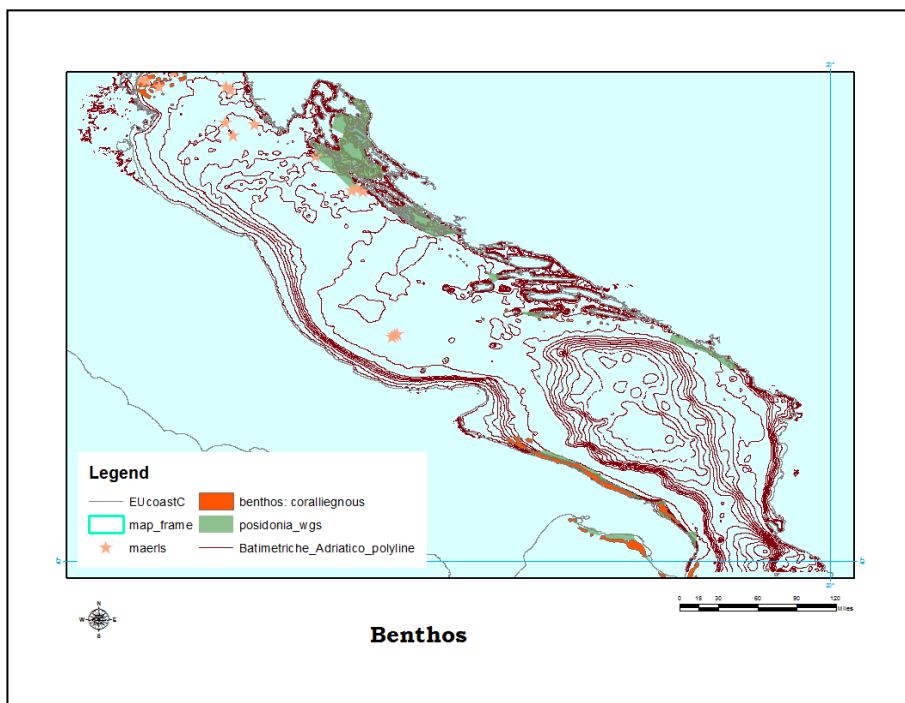 Legend
EUcoastC
map_frame
maerls
benthos: coralliegnous
posidonia_wgs
Batimetriche_Adriatico_polyline
N
W E
S
0 15 30 60 90 120
Miles
Benthos